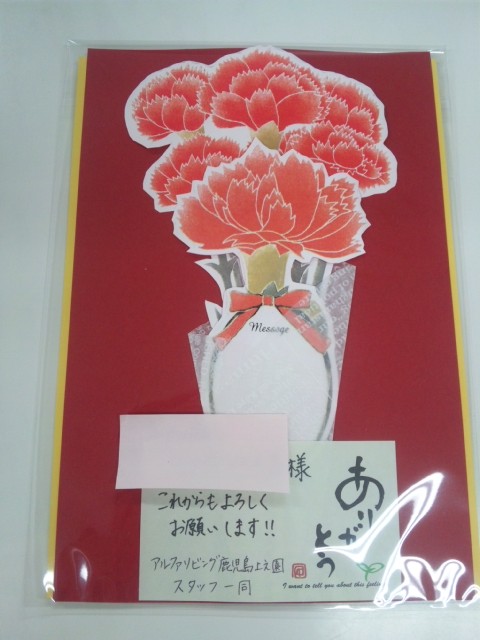 Message
様
ありがとう
これからもよろしく
お願いします!!
アルファリビング鹿児島上之園
スタッフ一同
I want to tell you about this feeling